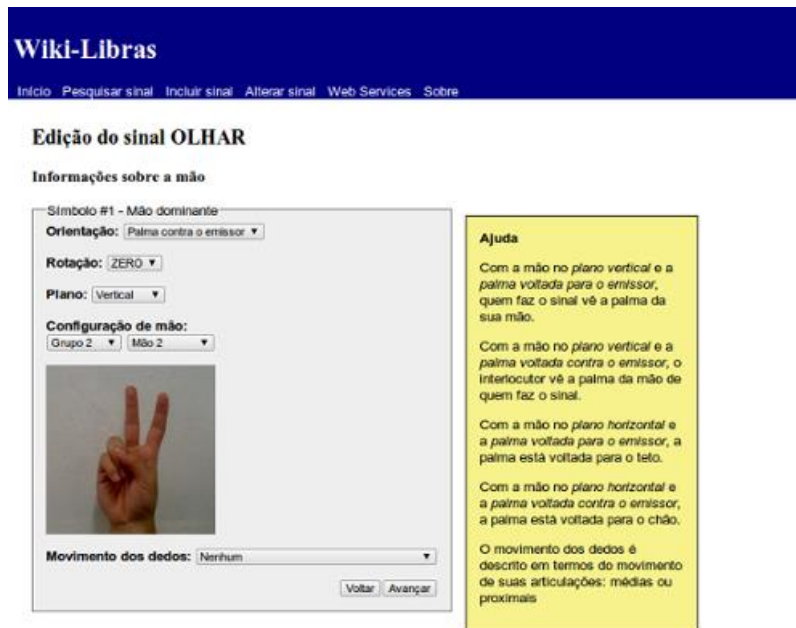 Wiki-Libras
Início Pesquisar sinal Incluir sinal Alterar sinal Web Services Sobre
Edição do sinal OLHAR
Informações sobre a mão
Símbolo #1 - Mão dominante
Orientação: Palma contra o emissor
Rotação: ZERO
Plano: Vertical
Configuração de mão:
Grupo 2 Mão 2
Movimento dos dedos: Nenhum
Voltar Avançar
Ajuda
Com a mão no plano vertical e a
palma voltada para o emissor,
quem faz o sinal vê a palma da
sua mão.
Com a mão no plano vertical e a
palma voltada contra o emissor, o
interlocutor vê a palma da mão de
quem faz o sinal.
Com a mão no plano horizontal e
a palma voltada para o emissor, a
palma está voltada para o teto.
Com a mão no plano horizontal e
a palma voltada contra o emissor,
a palma está voltada para o chão.
O movimento dos dedos é
descrito em termos do movimento
de suas articulações: médias ou
proximais